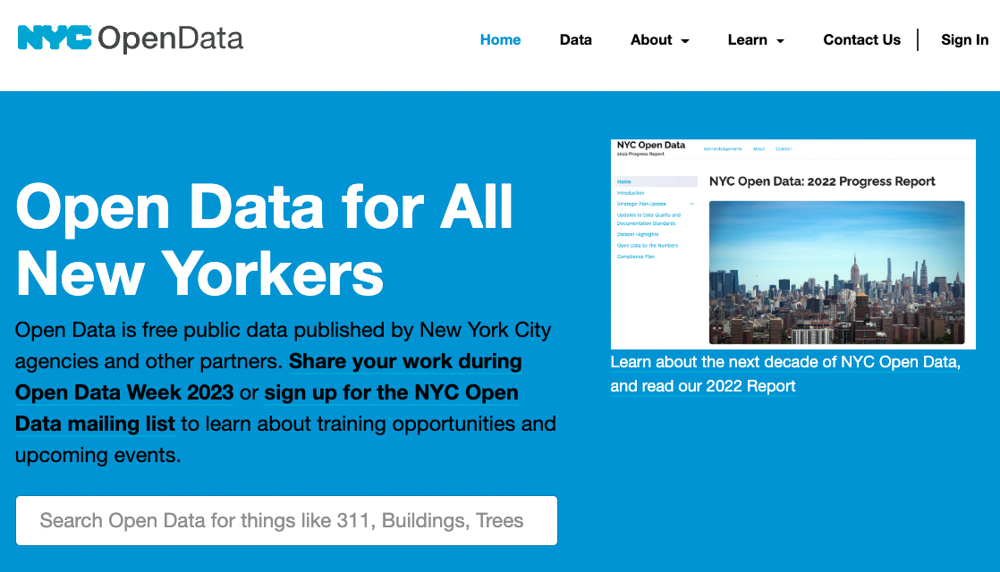 NYC OpenData
Home Data About Learn Contact Us Sign In
Open Data for All
New Yorkers
Open Data is free public data published by New York City
agencies and other partners. Share your work during
Open Data Week 2023 or sign up for the NYC Open
Data mailing list to learn about training opportunities and
upcoming events.
Search Open Data for things like 311, Buildings, Trees
NYC Open Data
2022 Progress Report
Acknowledgements About Contact
Home
Introduction
Strategic Plan Update
Updates to Data Quality and
Documentation Standards
Dataset Highlights
Open Data by the Numbers
Compliance Plan
NYC Open Data: 2022 Progress Report
Learn about the next decade of NYC Open Data,
and read our 2022 Report